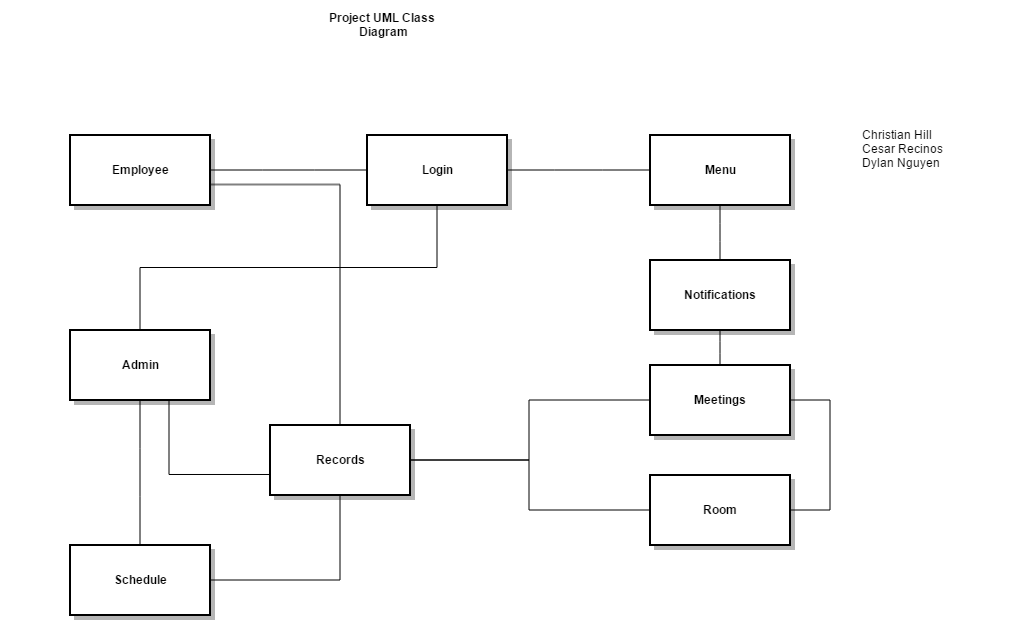 Project UML Class
Diagram
Christian Hill
Cesar Recinos
Dylan Nguyen
Employee
Login
Menu
Notifications
Admin
Meetings
Records
Room
Schedule